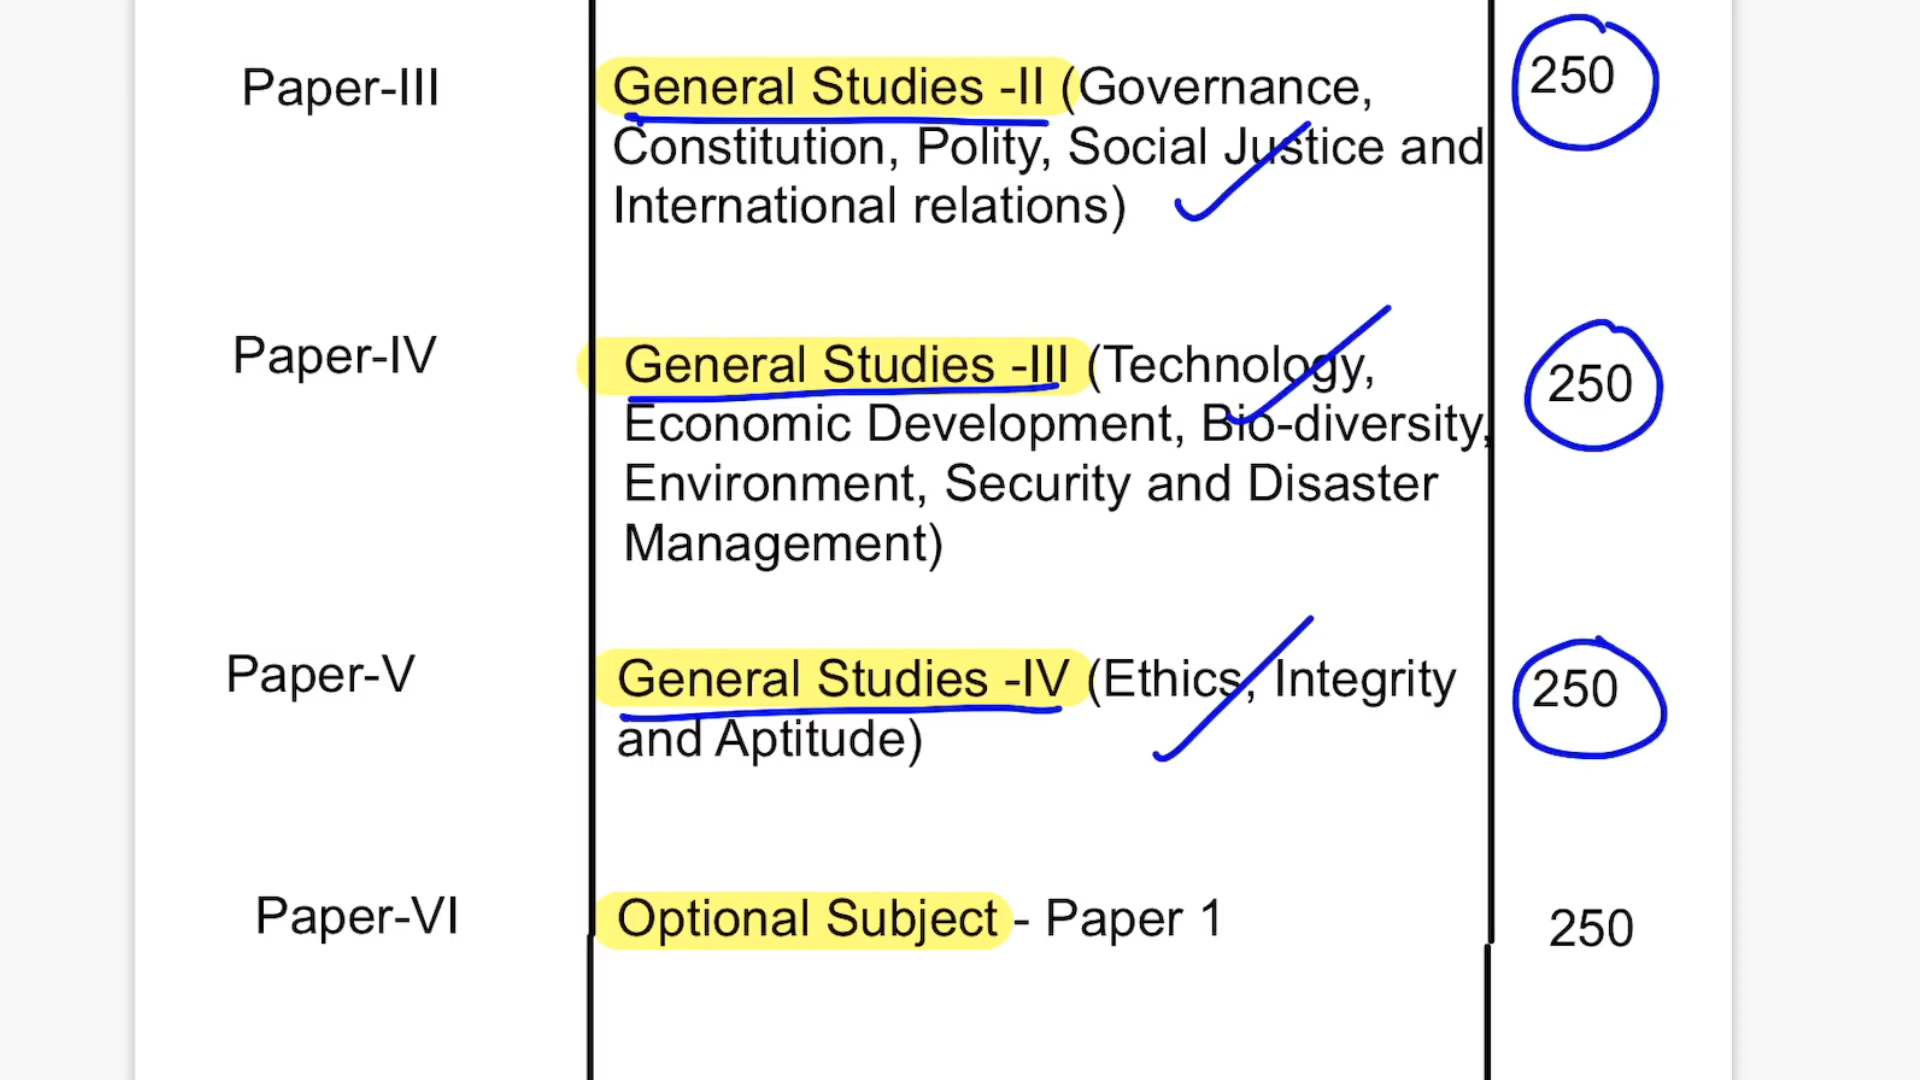 Paper-III
General Studies -II (Governance,
Constitution, Polity, Social Justice and
International relations)
250
Paper-IV
General Studies -III (Technology,
Economic Development, Bio-diversity,
Environment, Security and Disaster
Management)
250
Paper-V
General Studies -IV (Ethics, Integrity
and Aptitude)
250
Paper-VI
Optional Subject - Paper 1
250